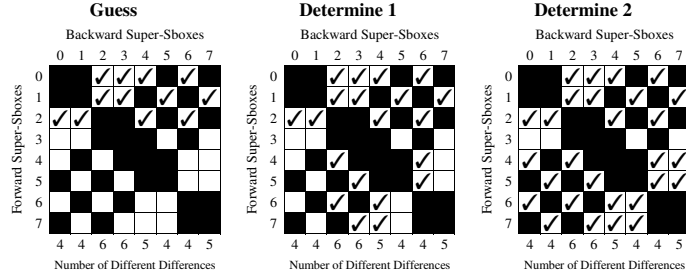 Guess
Backward Super-Sboxes
0 1 2 3 4 5 6 7
Forward Super-Sboxes
0
1
2
3
4
5
6
7
4 4 6 6 5 4 4 5
Number of Different Differences
Determine 1
Backward Super-Sboxes
0 1 2 3 4 5 6 7
Forward Super-Sboxes
0
1
2
3
4
5
6
7
4 4 6 6 5 4 4 5
Number of Different Differences
Determine 2
Backward Super-Sboxes
0 1 2 3 4 5 6 7
Forward Super-Sboxes
0
1
2
3
4
5
6
7
4 4 6 6 5 4 4 5
Number of Different Differences